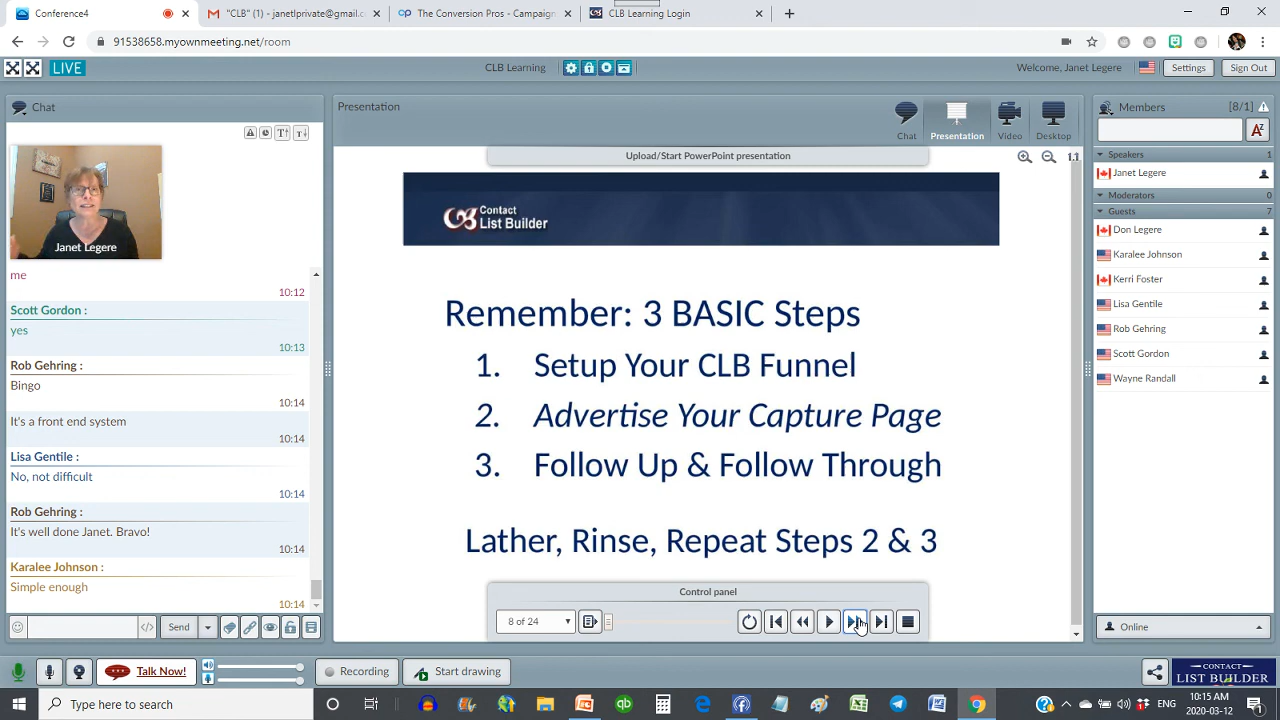 Conference4
"CLB" (1) - janetlprivate@gmail.c
The Conversion Pros - Campaign
CLB Learning Login
91538658.myownmeeting.net/room
LIVE
CLB Learning
Welcome, Janet Legere
Settings
Sign Out
Chat
Janet Legere
me
10:12
Scott Gordon :
yes
10:13
Rob Gehring :
Bingo
10:14
It's a front end system
10:14
Lisa Gentile :
No, not difficult
10:14
Rob Gehring :
It's well done Janet. Bravo!
10:14
Karalee Johnson :
Simple enough
10:14
Send
Presentation
Chat
Presentation
Video
Desktop
Upload/Start PowerPoint presentation
1:1
Contact
List Builder
Remember: 3 BASIC Steps
1. Setup Your CLB Funnel
2. Advertise Your Capture Page
3. Follow Up & Follow Through
Lather, Rinse, Repeat Steps 2 & 3
Control panel
8 of 24
Members
[8/1]
Speakers
1
Janet Legere
Moderators
0
Guests
7
Don Legere
Karalee Johnson
Kerri Foster
Lisa Gentile
Rob Gehring
Scott Gordon
Wayne Randall
Online
Talk Now!
Recording
Start drawing
CONTACT
LIST BUILDER
Type here to search
ENG
10:15 AM
2020-03-12